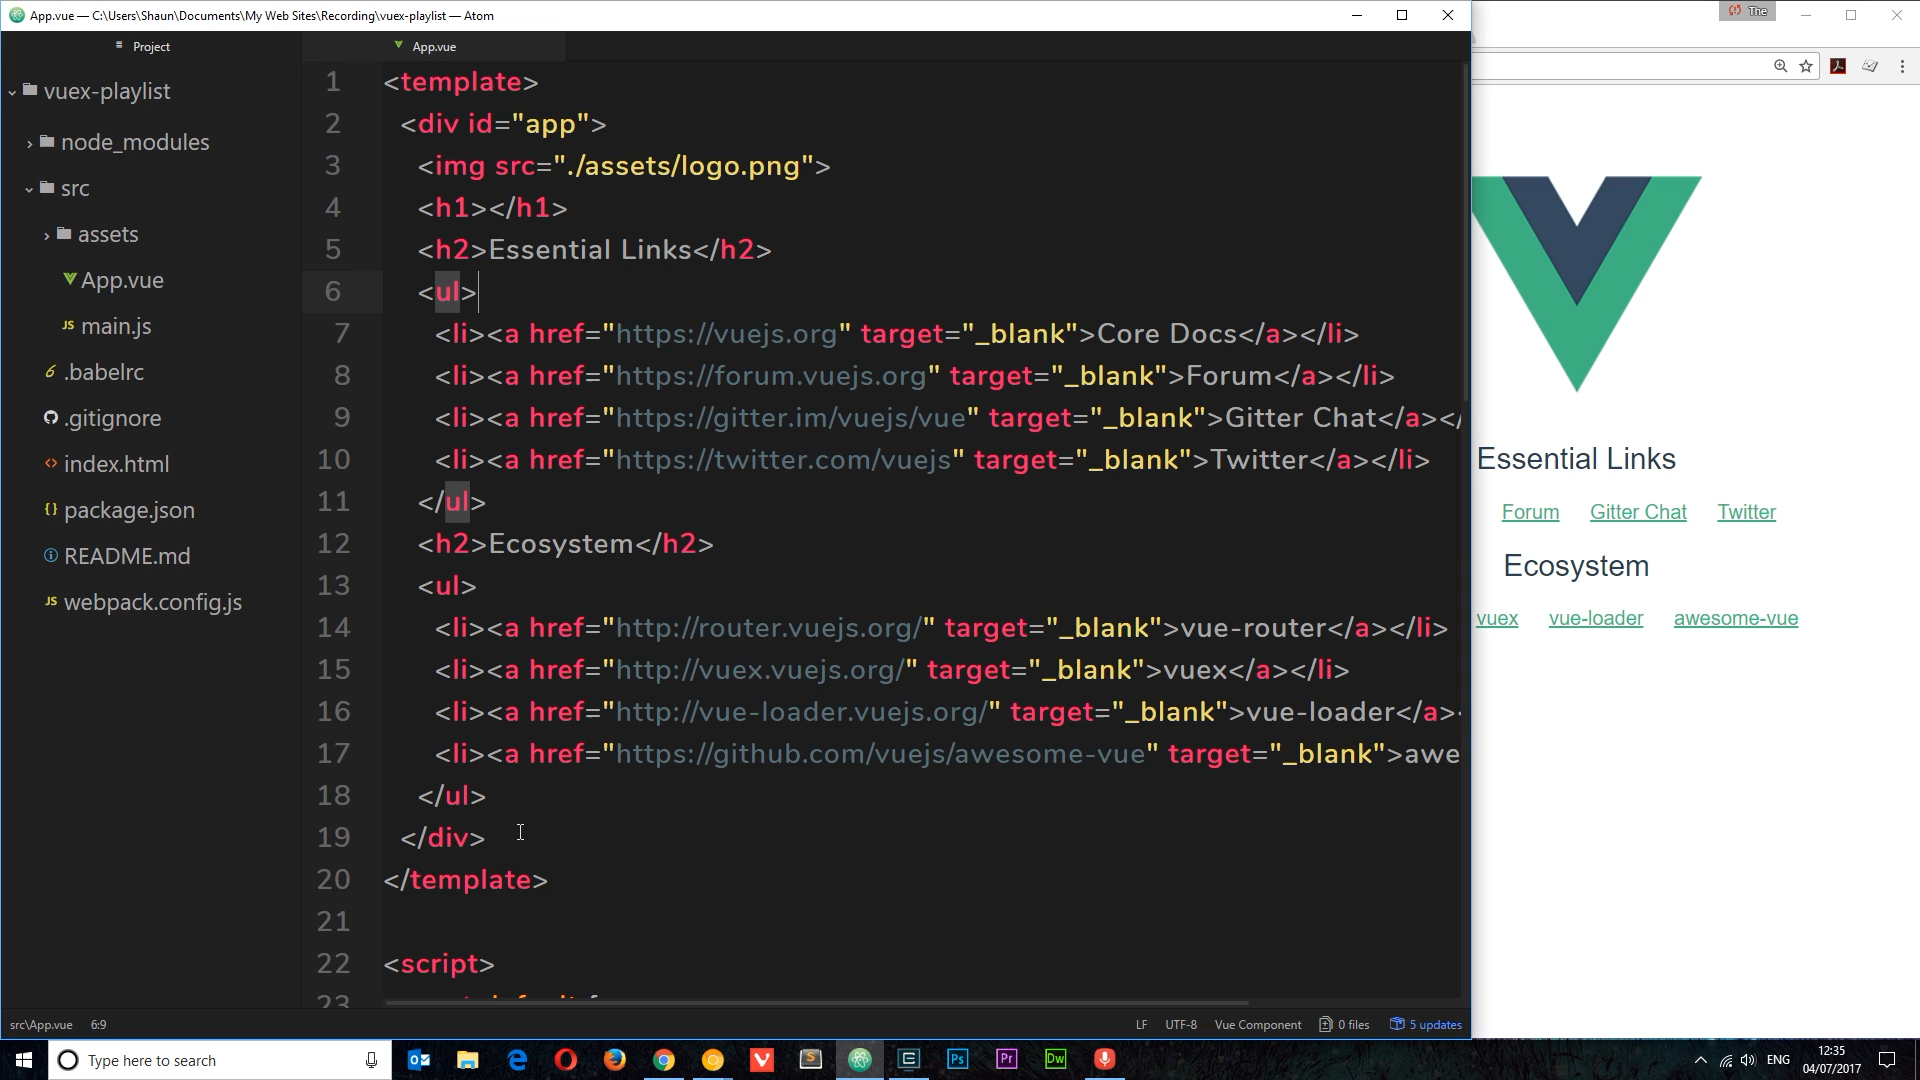 App.vue — C:\Users\Shaun\Documents\My Web Sites\Recording\vuex-playlist — Atom
The
Project
App.vue
vuex-playlist
node_modules
src
assets
App.vue
main.js
.babelrc
.gitignore
index.html
package.json
README.md
webpack.config.js
1 <template>
2 <div id="app">
3 <img src="./assets/logo.png">
4 <h1></h1>
5 <h2>Essential Links</h2>
6 <ul>
7 <li><a href="https://vuejs.org" target="_blank">Core Docs</a></li>
8 <li><a href="https://forum.vuejs.org" target="_blank">Forum</a></li>
9 <li><a href="https://gitter.im/vuejs/vue" target="_blank">Gitter Chat</a></
10 <li><a href="https://twitter.com/vuejs" target="_blank">Twitter</a></li>
11 </ul>
12 <h2>Ecosystem</h2>
13 <ul>
14 <li><a href="http://router.vuejs.org/" target="_blank">vue-router</a></li>
15 <li><a href="http://vuex.vuejs.org/" target="_blank">vuex</a></li>
16 <li><a href="http://vue-loader.vuejs.org/" target="_blank">vue-loader</a><
17 <li><a href="https://github.com/vuejs/awesome-vue" target="_blank">awe
18 </ul>
19 </div>
20 </template>
21
22 <script>
23
Essential Links
Forum Gitter Chat Twitter
Ecosystem
vuex vue-loader awesome-vue
src\App.vue 6:9
LF UTF-8 Vue Component 0 files 5 updates
Type here to search
ENG
12:35
04/07/2017